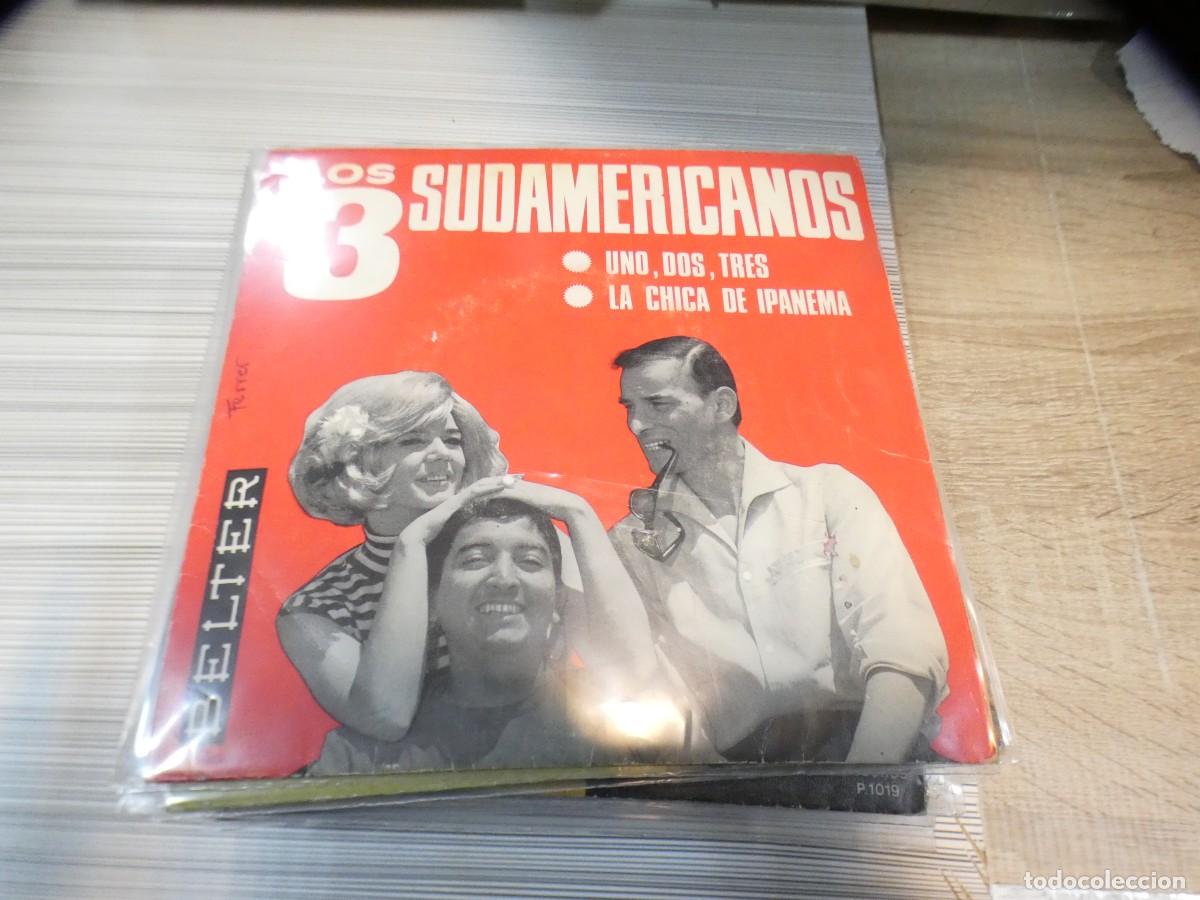 LOS
3 SUDAMERICANOS
UNO, DOS, TRES
LA CHICA DE IPANEMA
Ferrer
BELTER
P. 1019
todocoleccion